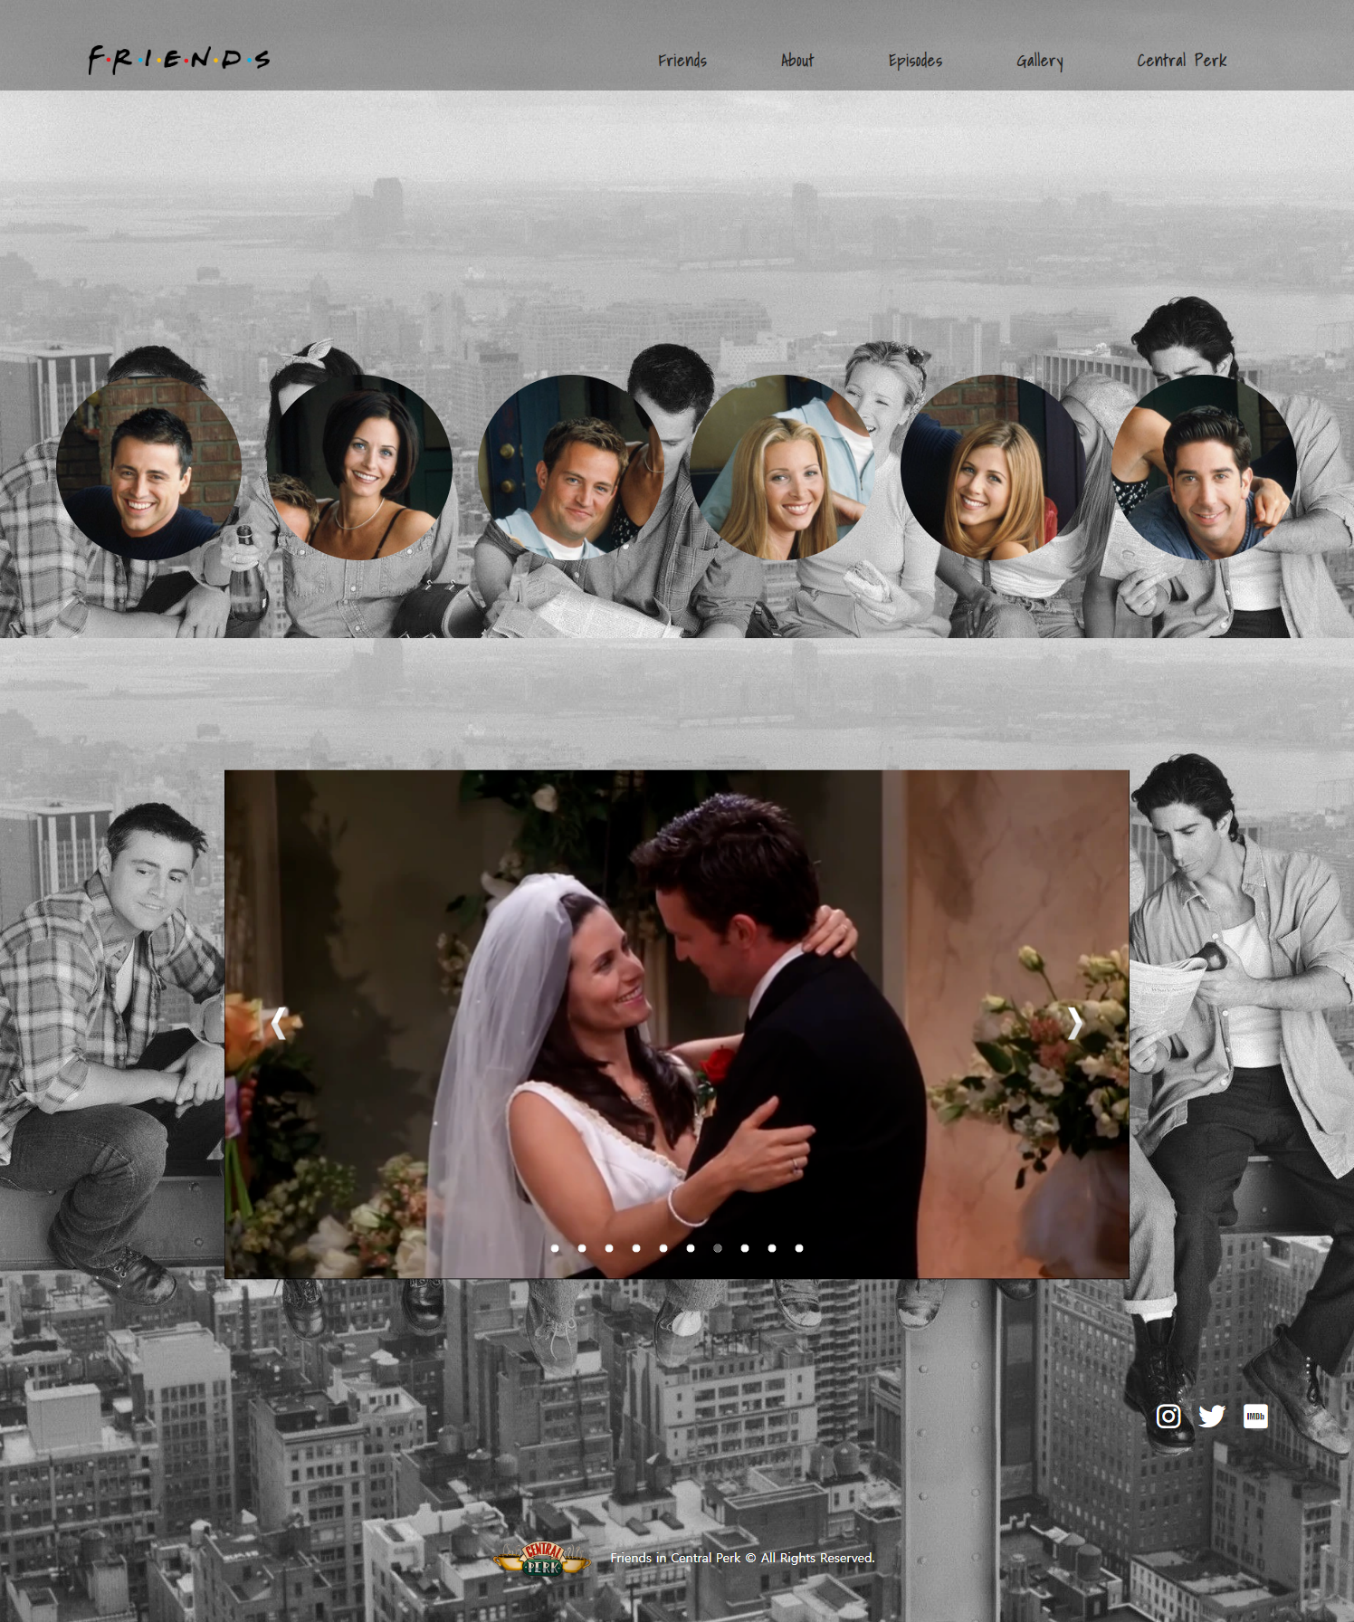 F·R·I·E·N·D·S
Friends
About
Episodes
Gallery
Central Perk
IMDb
CENTRAL
PERK
Friends in Central Perk © All Rights Reserved.